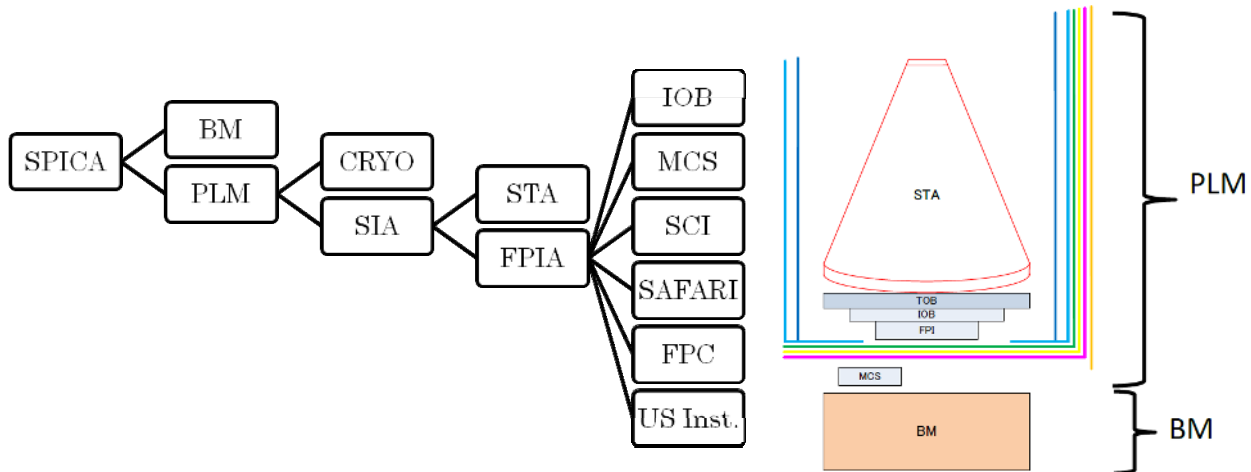 SPICA
BM
PLM
CRYO
SIA
STA
FPIA
IOB
MCS
SCI
SAFARI
FPC
US Inst.
STA
TOB
IOB
FPI
MCS
BM
PLM
BM